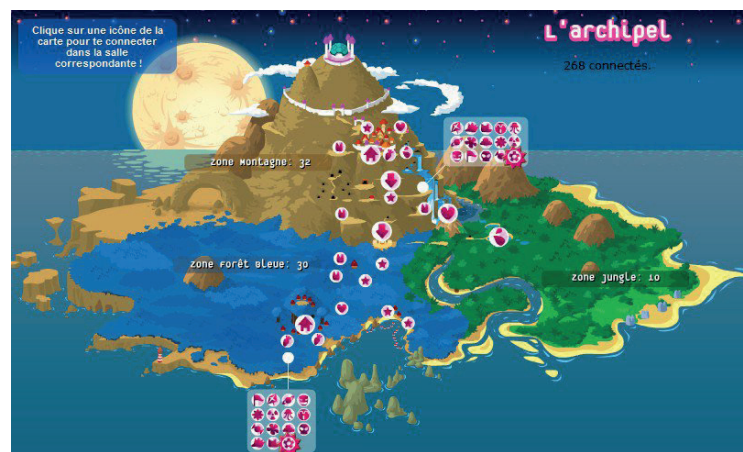 Clique sur une icône de la
carte pour te connecter
dans la salle
correspondante !
L'archipel
268 connectés.
zone Montagne: 32
zone Forêt Bleue: 30
zone jungle: 10